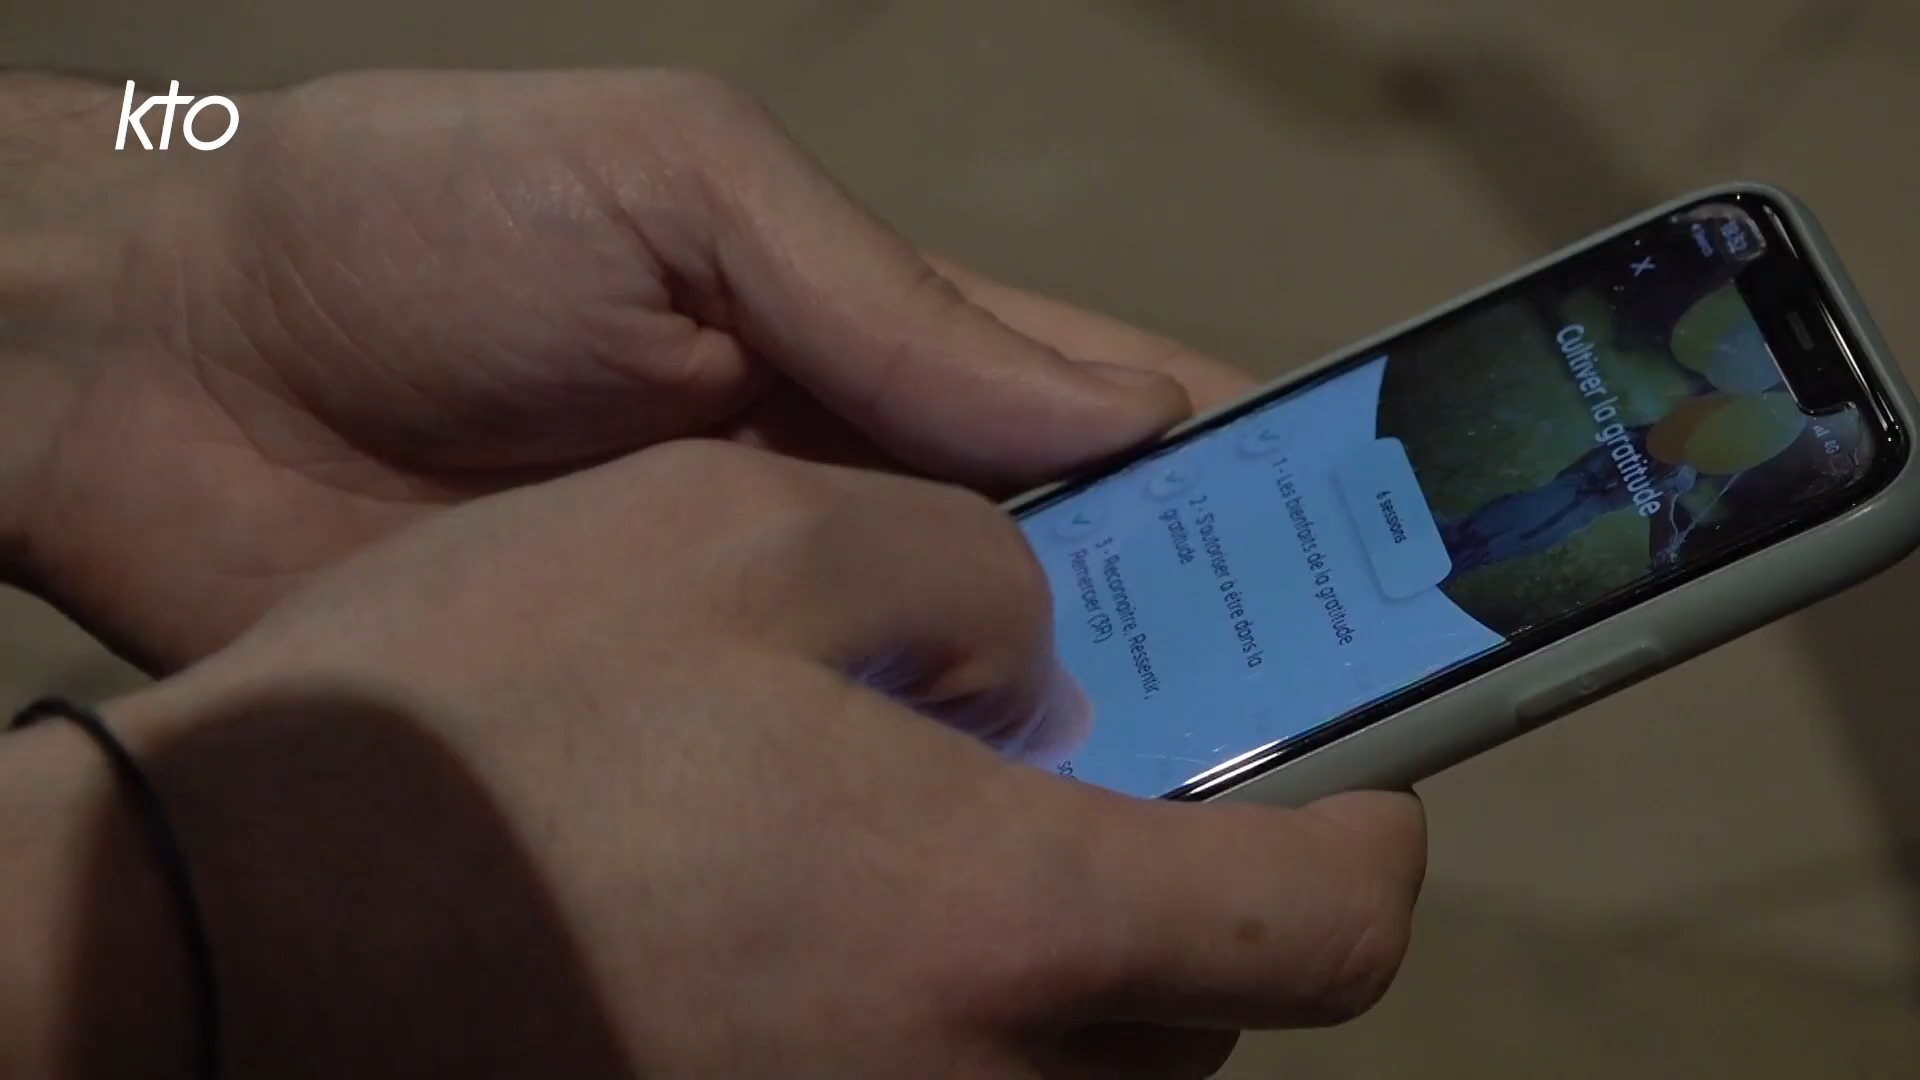 kto
Cultiver la gratitude
6 sessions
1 - Les bienfaits de la gratitude
2 - S'autoriser à être dans la
gratitude
3 - Reconnaître, Ressentir,
Remercier (3R)